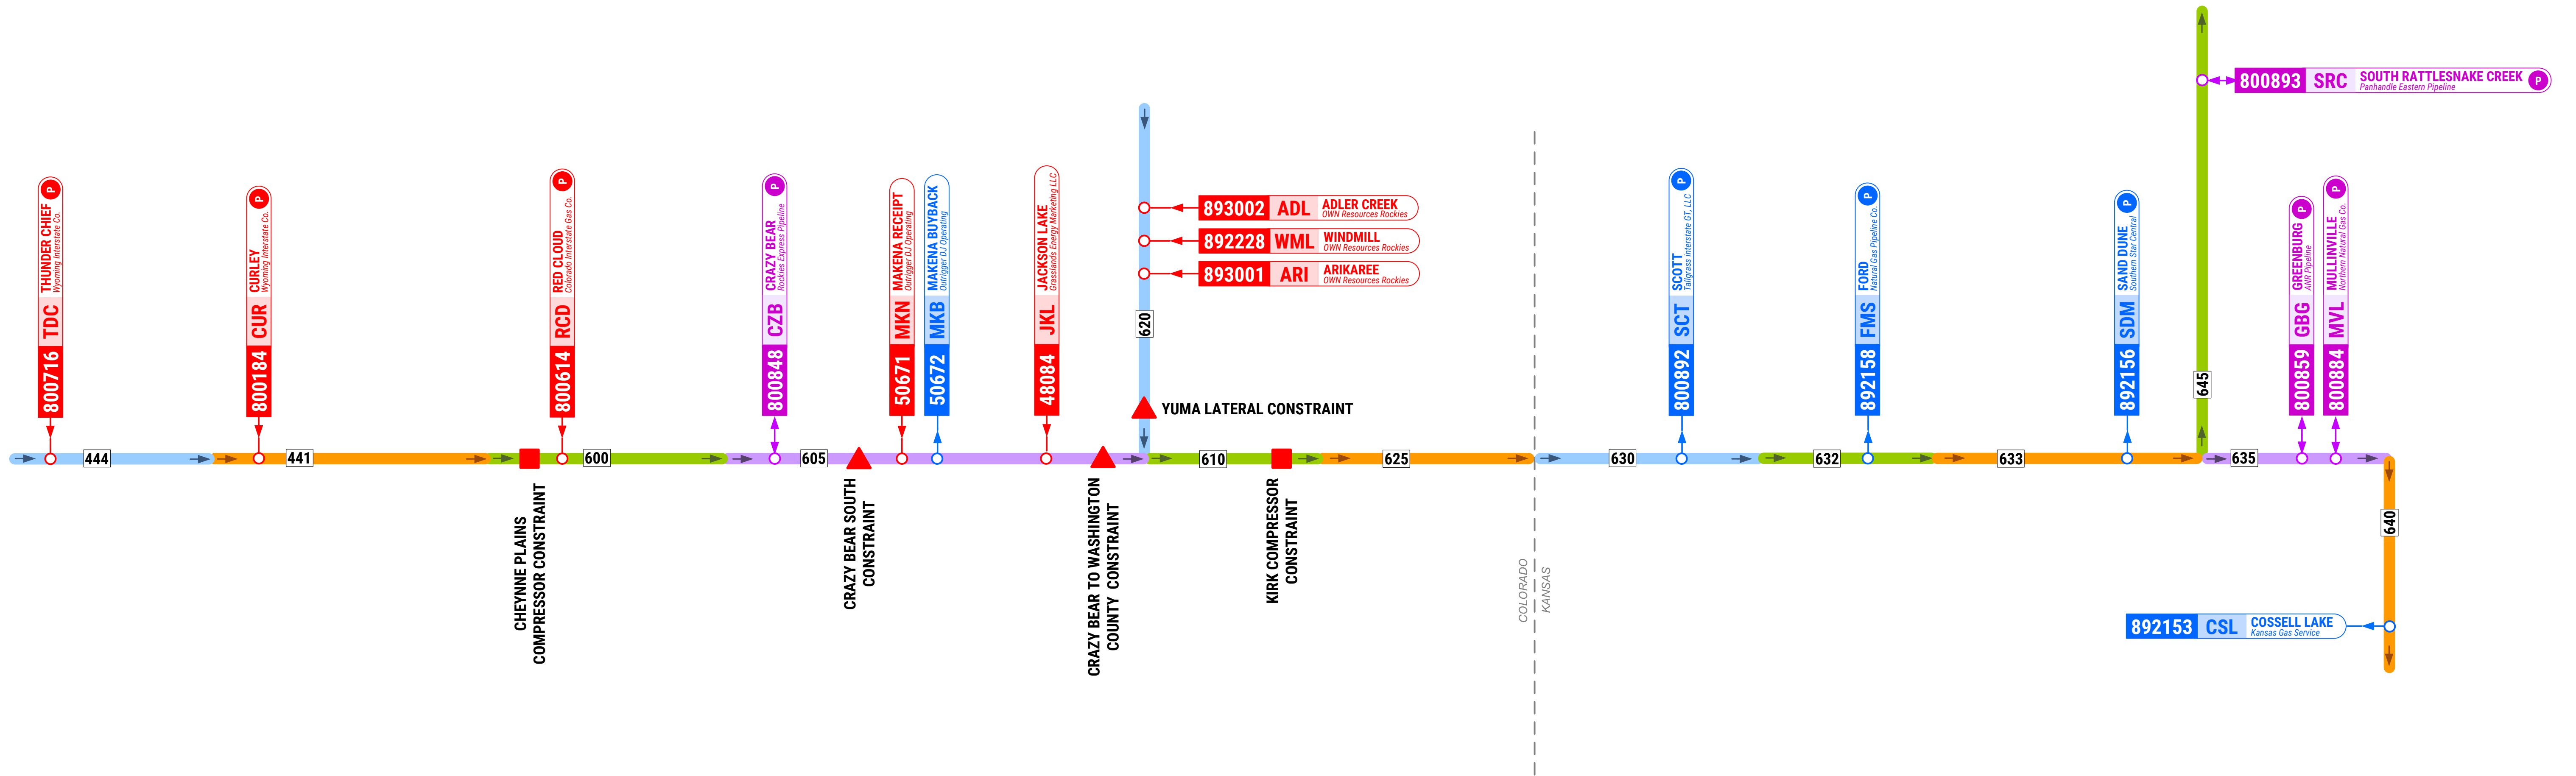 800716 TDC THUNDER CHIEF P
Wyoming Interstate Co.
800184 CUR CURLEY P
Wyoming Interstate Co.
800614 RCD RED CLOUD P
Colorado Interstate Gas Co.
800848 CZB CRAZY BEAR P
Rockies Express Pipeline
50671 MKN MAKENA RECEIPT
Outrigger DJ Operating
50672 MKB MAKENA BUYBACK
Outrigger DJ Operating
48084 JKL JACKSON LAKE
Grasslands Energy Marketing LLC
893002 ADL ADLER CREEK
OWN Resources Rockies
892228 WML WINDMILL
OWN Resources Rockies
893001 ARI ARIKAREE
OWN Resources Rockies
620
YUMA LATERAL CONSTRAINT
800892 SCT SCOTT P
Tallgrass Interstate GT, LLC
892158 FMS FORD P
Natural Gas Pipeline Co.
892156 SDM SAND DUNE P
Southern Star Central
800893 SRC SOUTH RATTLESNAKE CREEK P
Panhandle Eastern Pipeline
645
800859 GBG GREENBURG P
ANR Pipeline
800884 MVL MULLINVILLE P
Northern Natural Gas Co.
444
441
600
605
610
625
630
632
633
635
640
CHEYNNE PLAINS
COMPRESSOR CONSTRAINT
CRAZY BEAR SOUTH
CONSTRAINT
CRAZY BEAR TO WASHINGTON
COUNTY CONSTRAINT
KIRK COMPRESSOR
CONSTRAINT
COLORADO
KANSAS
892153 CSL COSSELL LAKE
Kansas Gas Service